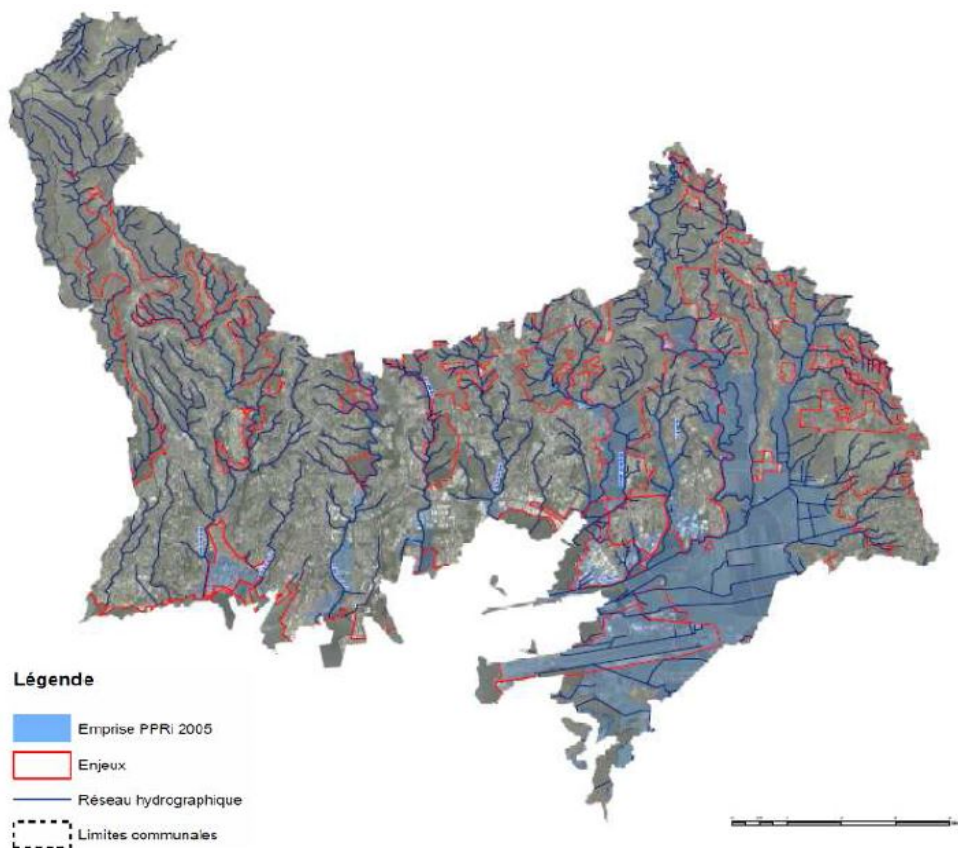 Légende
Emprise PPRi 2005
Enjeux
Réseau hydrographique
Limites communales